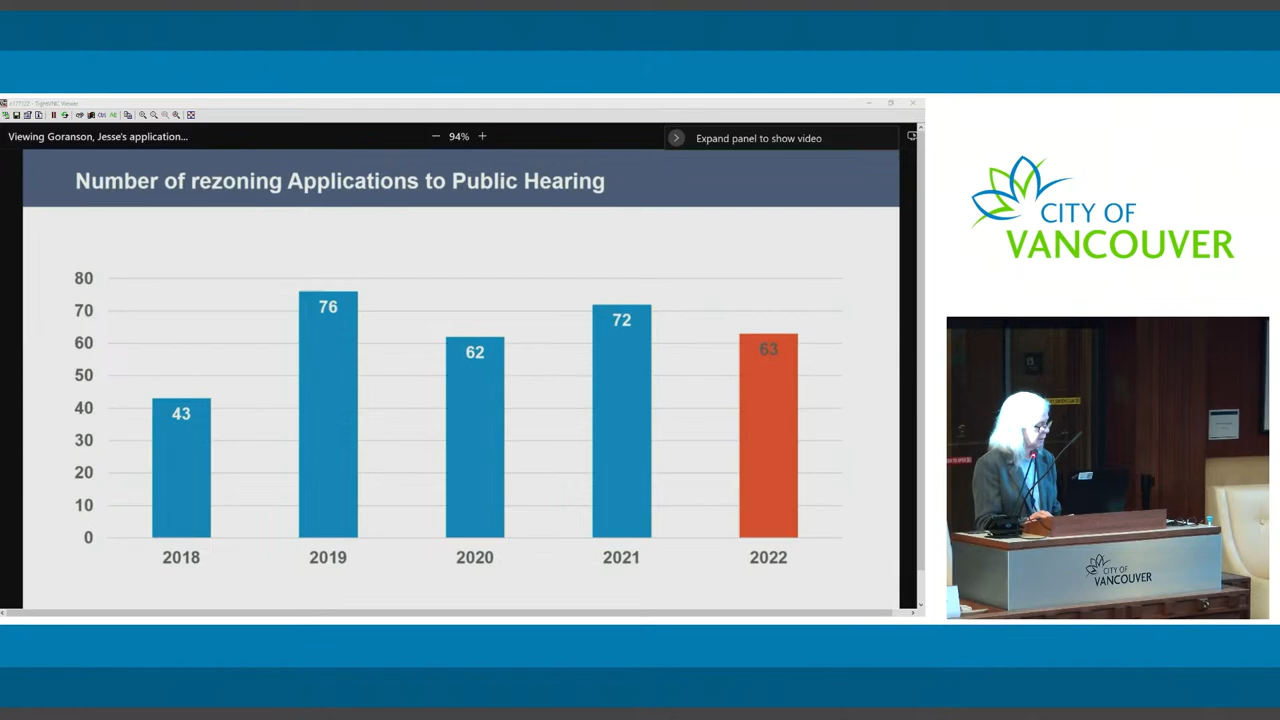 Viewing Goranson, Jesse's application...
94%
Expand panel to show video
Number of rezoning Applications to Public Hearing
80
70
60
50
40
30
20
10
0
43
76
62
72
63
2018
2019
2020
2021
2022
CITY OF
VANCOUVER
CITY OF
VANCOUVER